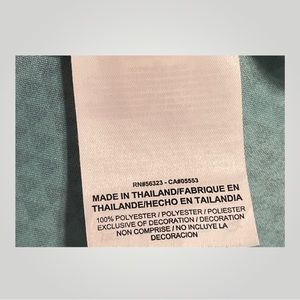 RN#56323 - CA#05553
MADE IN THAILAND/FABRIQUE EN
THAILANDE/HECHO EN TAILANDIA
100% POLYESTER / POLYESTER / POLIESTER
EXCLUSIVE OF DECORATION / DECORATION
NON COMPRISE / NO INCLUYE LA
DECORACION